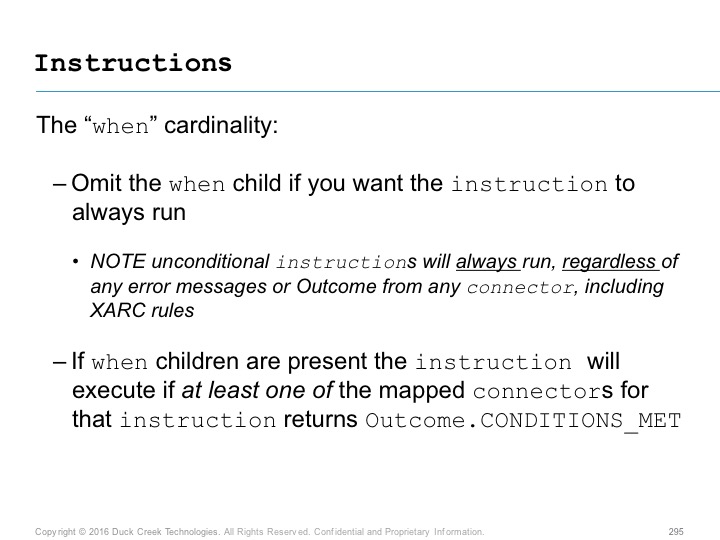 Instructions
The “when” cardinality:
– Omit the when child if you want the instruction to
always run
• NOTE unconditional instructions will always run, regardless of
any error messages or Outcome from any connector, including
XARC rules
– If when children are present the instruction will
execute if at least one of the mapped connectors for
that instruction returns Outcome.CONDITIONS_MET
Copyright © 2016 Duck Creek Technologies. All Rights Reserved. Confidential and Proprietary Information.
295